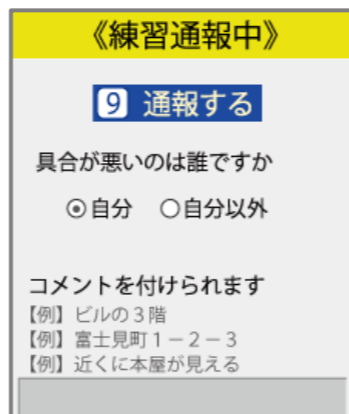 《練習通報中》
9 通報する
具合が悪いのは誰ですか
◉自分 ○自分以外
コメントを付けられます
【例】ビルの3階
【例】富士見町1-2-3
【例】近くに本屋が見える